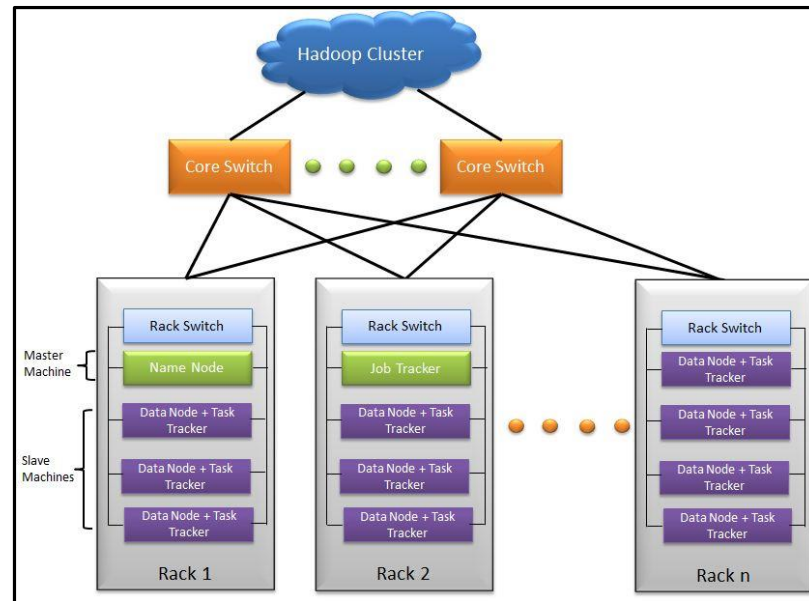 Hadoop Cluster
Core Switch
Core Switch
Master
Machine
Slave
Machines
Rack Switch
Name Node
Data Node + Task
Tracker
Data Node + Task
Tracker
Data Node + Task
Tracker
Rack 1
Rack Switch
Job Tracker
Data Node + Task
Tracker
Data Node + Task
Tracker
Data Node + Task
Tracker
Rack 2
Rack Switch
Data Node + Task
Tracker
Data Node + Task
Tracker
Data Node + Task
Tracker
Data Node + Task
Tracker
Rack n